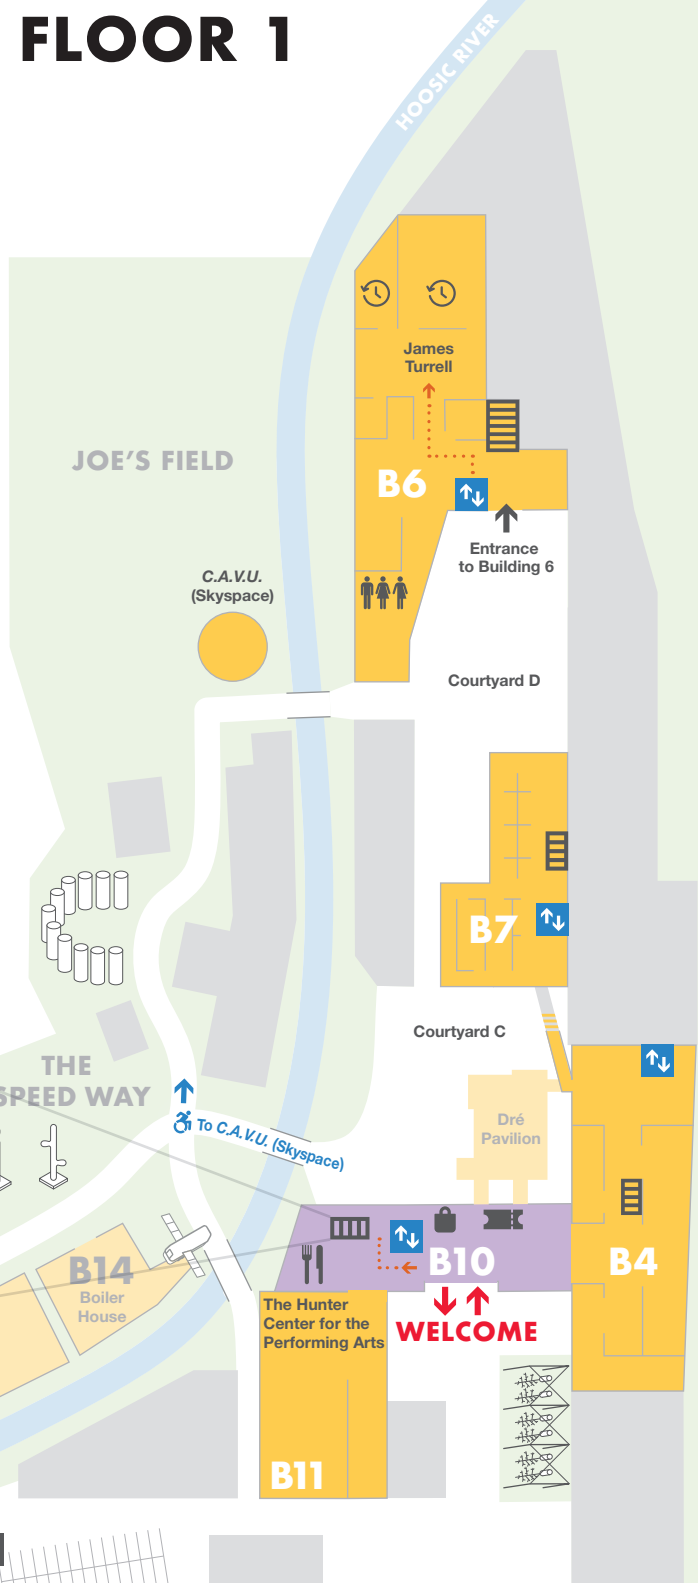 FLOOR 1
HOOSIC RIVER
James
Turrell
JOE'S FIELD
B6
Entrance
to Building 6
C.A.V.U.
(Skyspace)
Courtyard D
B7
Courtyard C
THE
SPEED WAY
Dré
Pavilion
To C.A.V.U. (Skyspace)
B10
B4
B14
Boiler
House
The Hunter
Center for the
Performing Arts
WELCOME
B11